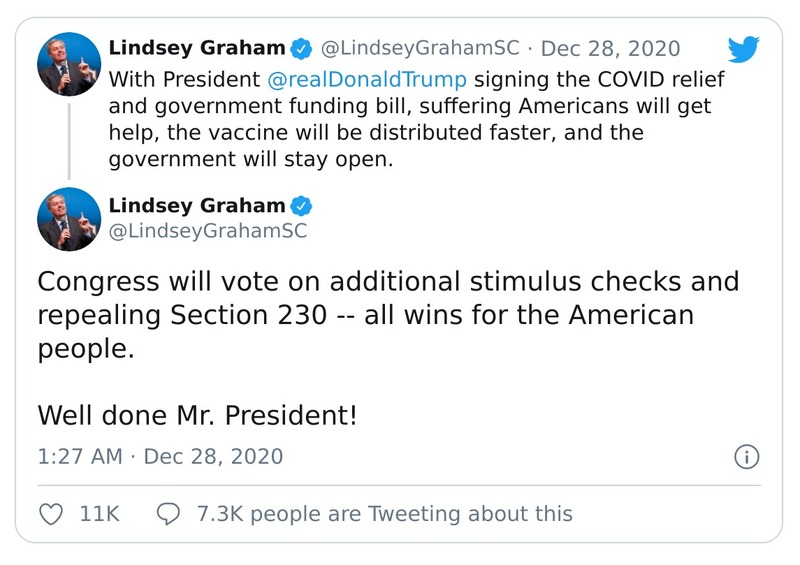 Lindsey Graham @LindseyGrahamSC · Dec 28, 2020
With President @realDonaldTrump signing the COVID relief
and government funding bill, suffering Americans will get
help, the vaccine will be distributed faster, and the
government will stay open.
Lindsey Graham
@LindseyGrahamSC
Congress will vote on additional stimulus checks and
repealing Section 230 -- all wins for the American
people.
Well done Mr. President!
1:27 AM · Dec 28, 2020
11K 7.3K people are Tweeting about this